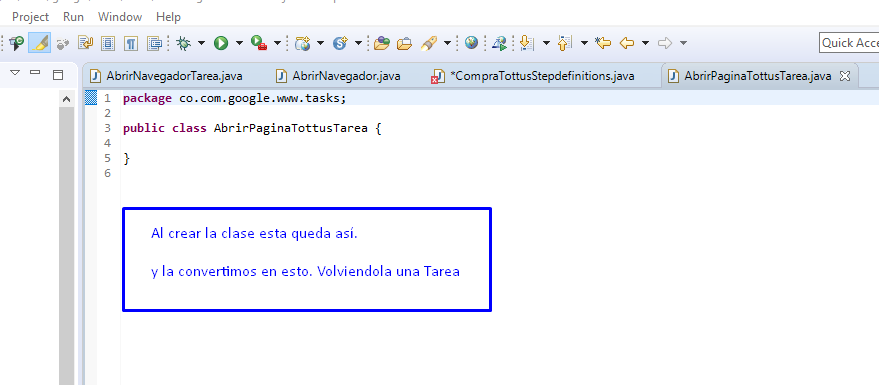 Project Run Window Help
Quick Acce
AbrirNavegadorTarea.java AbrirNavegador.java *CompraTottusStepdefinitions.java AbrirPaginaTottusTarea.java
1 package co.com.google.www.tasks;
2
3 public class AbrirPaginaTottusTarea {
4
5 }
6
Al crear la clase esta queda así.
y la convertimos en esto. Volviendola una Tarea